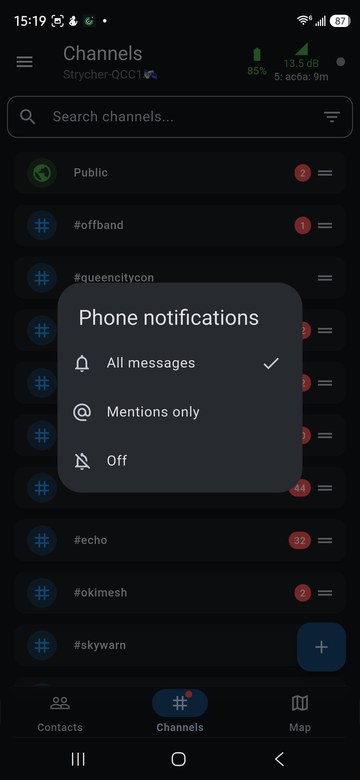 15:19
6
87
Channels
Strycher-QCC1
85%
13.5 dB
5: ac6a: 9m
Search channels...
Public
2
#offband
1
#queencitycon
Phone notifications
All messages
Mentions only
Off
44
#echo
32
#okimesh
2
#skywarn
+
Contacts
Channels
Map